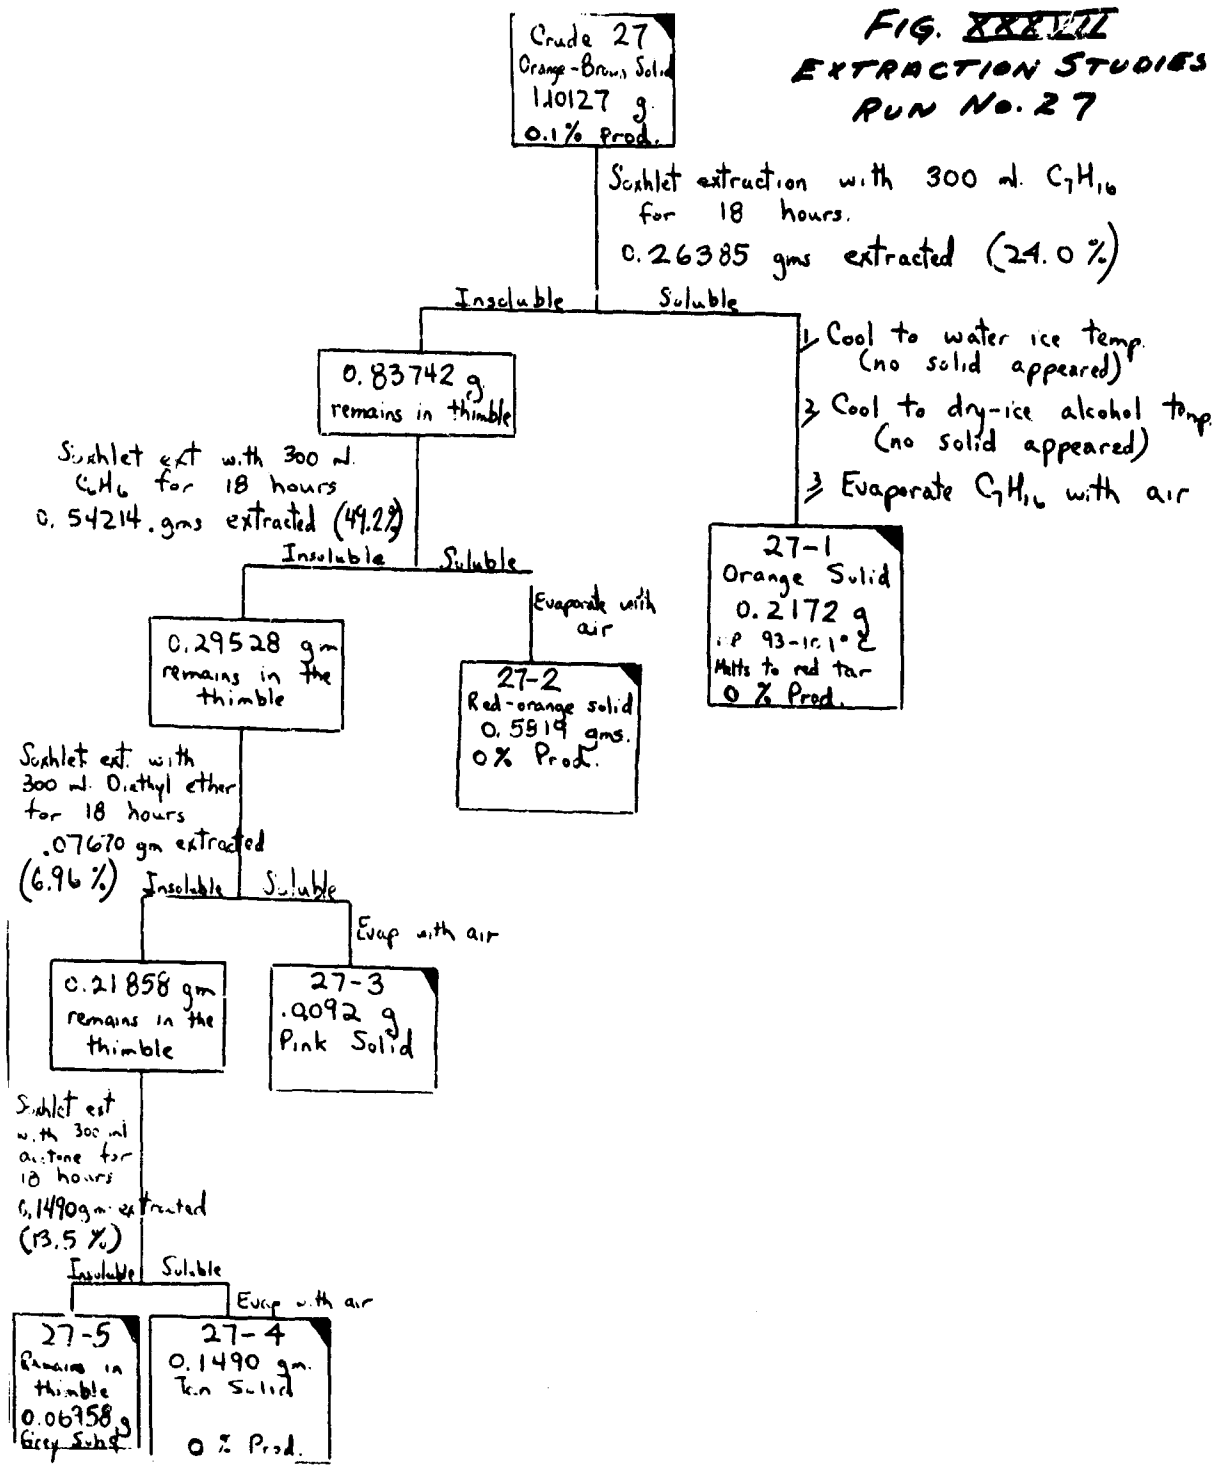 FIG. XXXVII
EXTRACTION STUDIES
RUN No. 27
Crude 27
Orange-Brown Solid
1.10127 g.
0.1% Prod.
Soxhlet extraction with 300 ml. C7H16
for 18 hours.
0.26385 gms extracted (24.0%)
Insoluble Soluble
0.83742 g
remains in thimble
1, Cool to water ice temp.
(no solid appeared)
2, Cool to dry-ice alcohol temp.
(no solid appeared)
3, Evaporate C7H16 with air
27-1
Orange Solid
0.2172 g
93-
Melts to red tar
0 % Prod.
Soxhlet ext with 300 ml.
C6H6 for 18 hours
0.54214.gms extracted (49.2%)
Insoluble Soluble
Evaporate with
air
0.29528 gm
remains in the
thimble
27-2
Red-orange solid
0.5519 gms.
0% Prod.
Soxhlet ext. with
300 ml. Diethyl ether
for 18 hours
.07670 gm extracted
(6.96 %)
Insoluble Soluble
Evap with air
0.21858 gm
remains in the
thimble
27-3
.0092 g
Pink Solid
Soxhlet ext
with 300 ml
acetone for
18 hours
0.1490gm extracted
(13.5 %)
Insoluble Soluble
Evap with air
27-5
Remains in
thimble
0.06958 g
Grey Subst
27-4
0.1490 gm.
Tan Solid
0 % Prod.